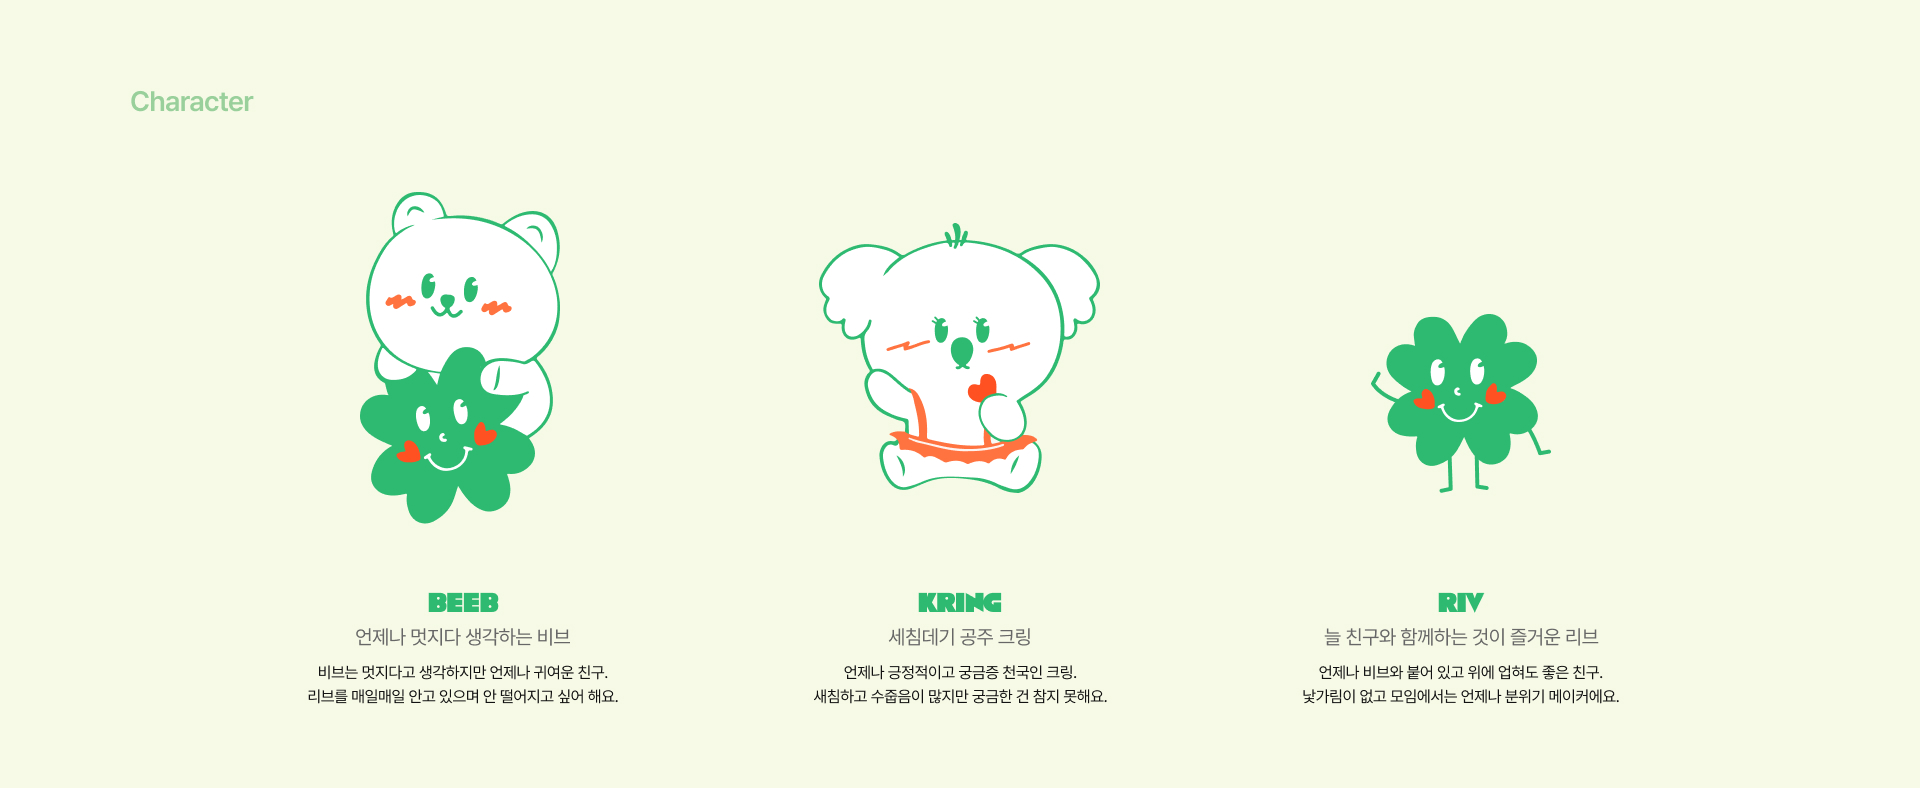 Character
BEEB
언제나 멋지다 생각하는 비브
비브는 멋지다고 생각하지만 언제나 귀여운 친구.
리브를 매일매일 안고 있으며 안 떨어지고 싶어 해요.
KRING
세침데기 공주 크링
언제나 긍정적이고 궁금증 천국인 크링.
새침하고 수줍음이 많지만 궁금한 건 참지 못해요.
RIV
늘 친구와 함께하는 것이 즐거운 리브
언제나 비브와 붙어 있고 위에 업혀도 좋은 친구.
낯가림이 없고 모임에서는 언제나 분위기 메이커에요.